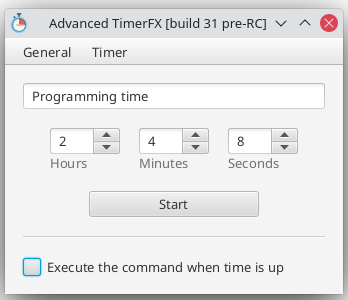 Advanced TimerFX [build 31 pre-RC]
General Timer
Programming time
2 4 8
Hours Minutes Seconds
Start
Execute the command when time is up